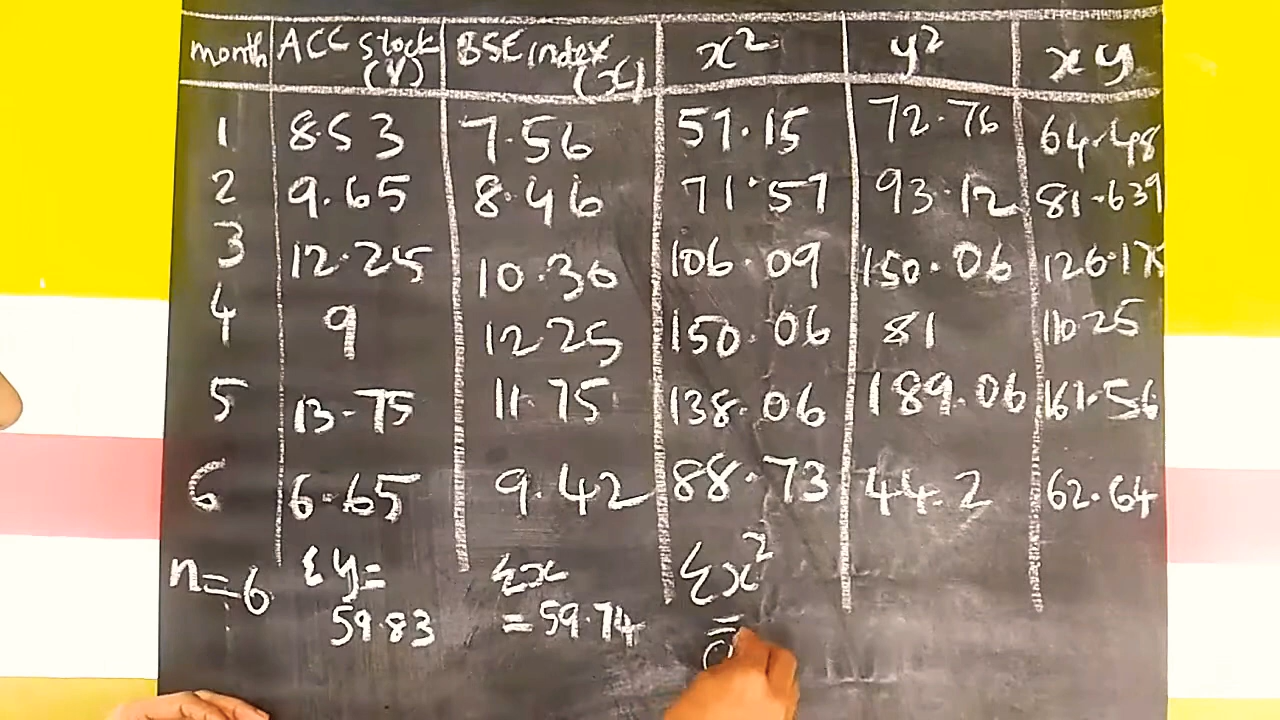 month ACC Stock (Y) BSE index (x) x² y² xy
1 8.53 7.56 57.15 72.76 64.48
2 9.65 8.46 71.57 93.12 81.639
3 12.25 10.30 106.09 150.06 126.175
4 9 12.25 150.06 81 110.25
5 13.75 11.75 138.06 189.06 161.56
6 6.65 9.42 88.73 44.2 62.64
n=6 Σy= Σx Σx²
59.83 =59.74 =